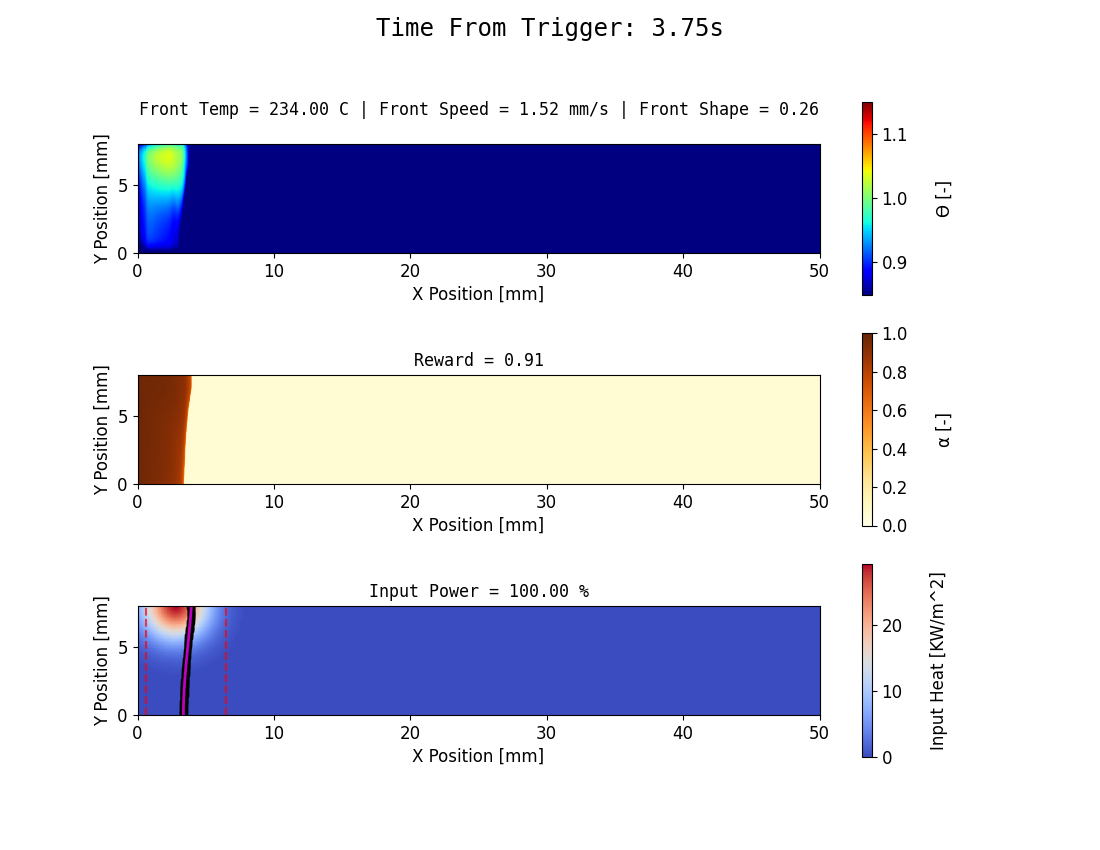 Time From Trigger: 3.75s
Front Temp = 234.00 C | Front Speed = 1.52 mm/s | Front Shape = 0.26
Y Position [mm]
5
0
0 10 20 30 40 50
X Position [mm]
1.1
1.0
0.9
Θ [-]
Reward = 0.91
Y Position [mm]
5
0
0 10 20 30 40 50
X Position [mm]
1.0
0.8
0.6
0.4
0.2
0.0
α [-]
Input Power = 100.00 %
Y Position [mm]
5
0
0 10 20 30 40 50
X Position [mm]
20
10
0
Input Heat [KW/m^2]